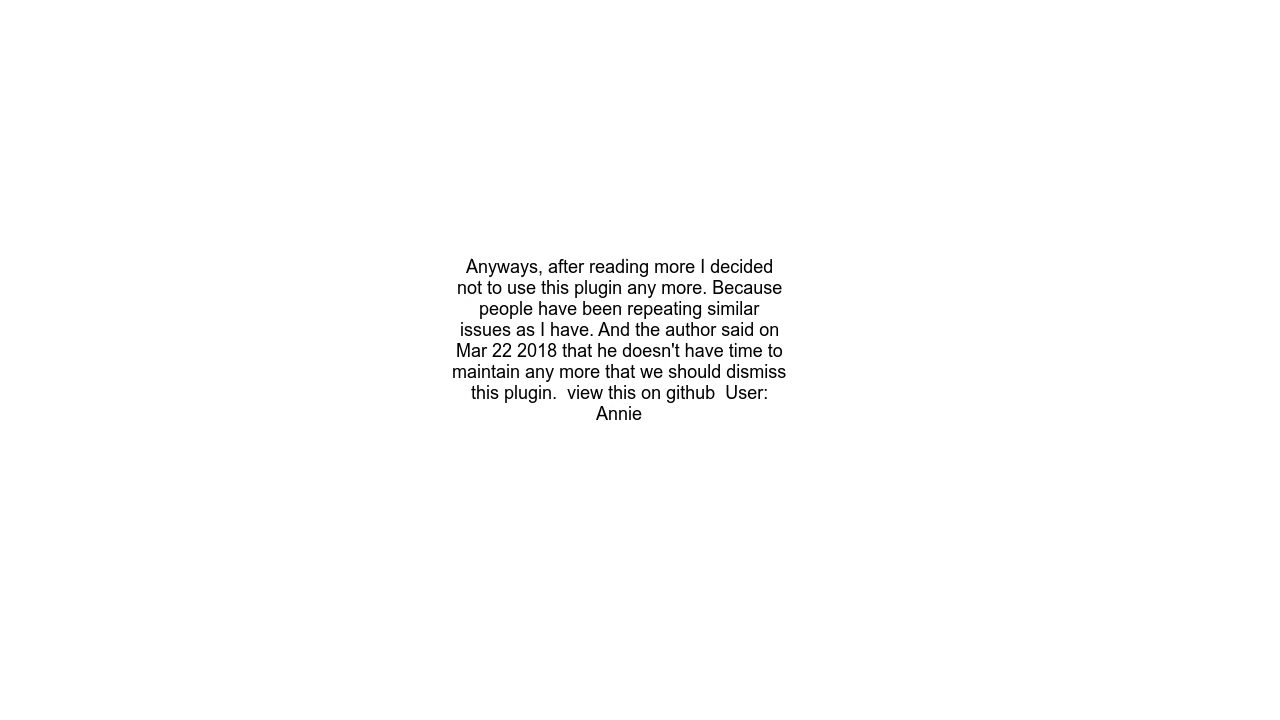 Anyways, after reading more I decided
not to use this plugin any more. Because
people have been repeating similar
issues as I have. And the author said on
Mar 22 2018 that he doesn't have time to
maintain any more that we should dismiss
this plugin.  view this on github  User:
Annie